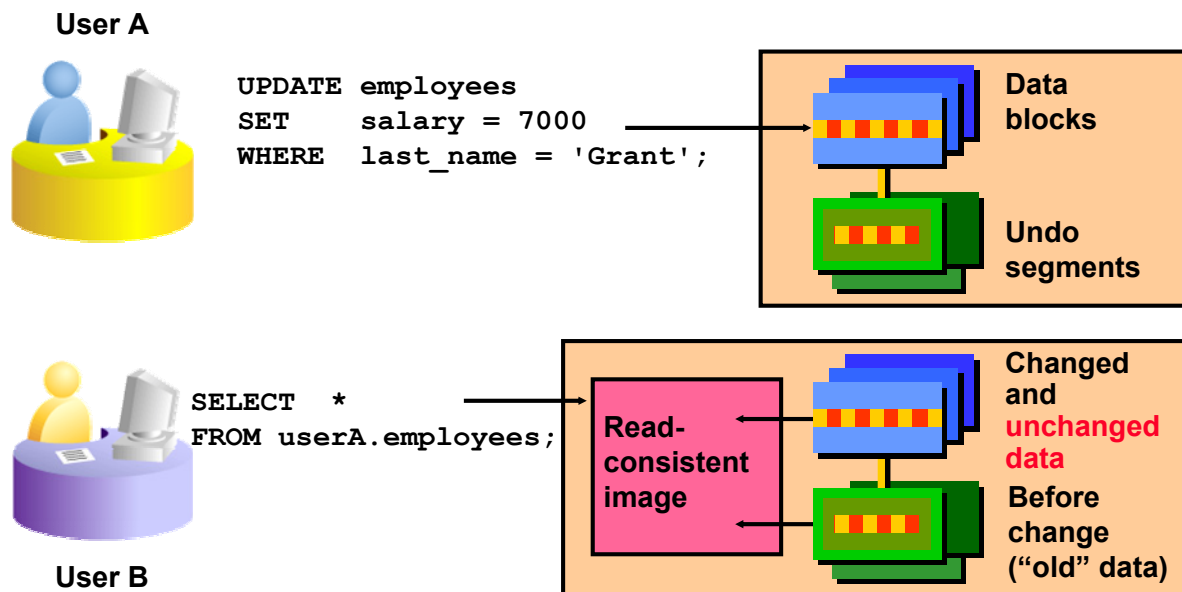 User A
UPDATE employees
SET salary = 7000
WHERE last_name = 'Grant';
Data
blocks
Undo
segments
SELECT *
FROM userA.employees;
User B
Read-
consistent
image
Changed
and
unchanged
data
Before
change
(“old” data)